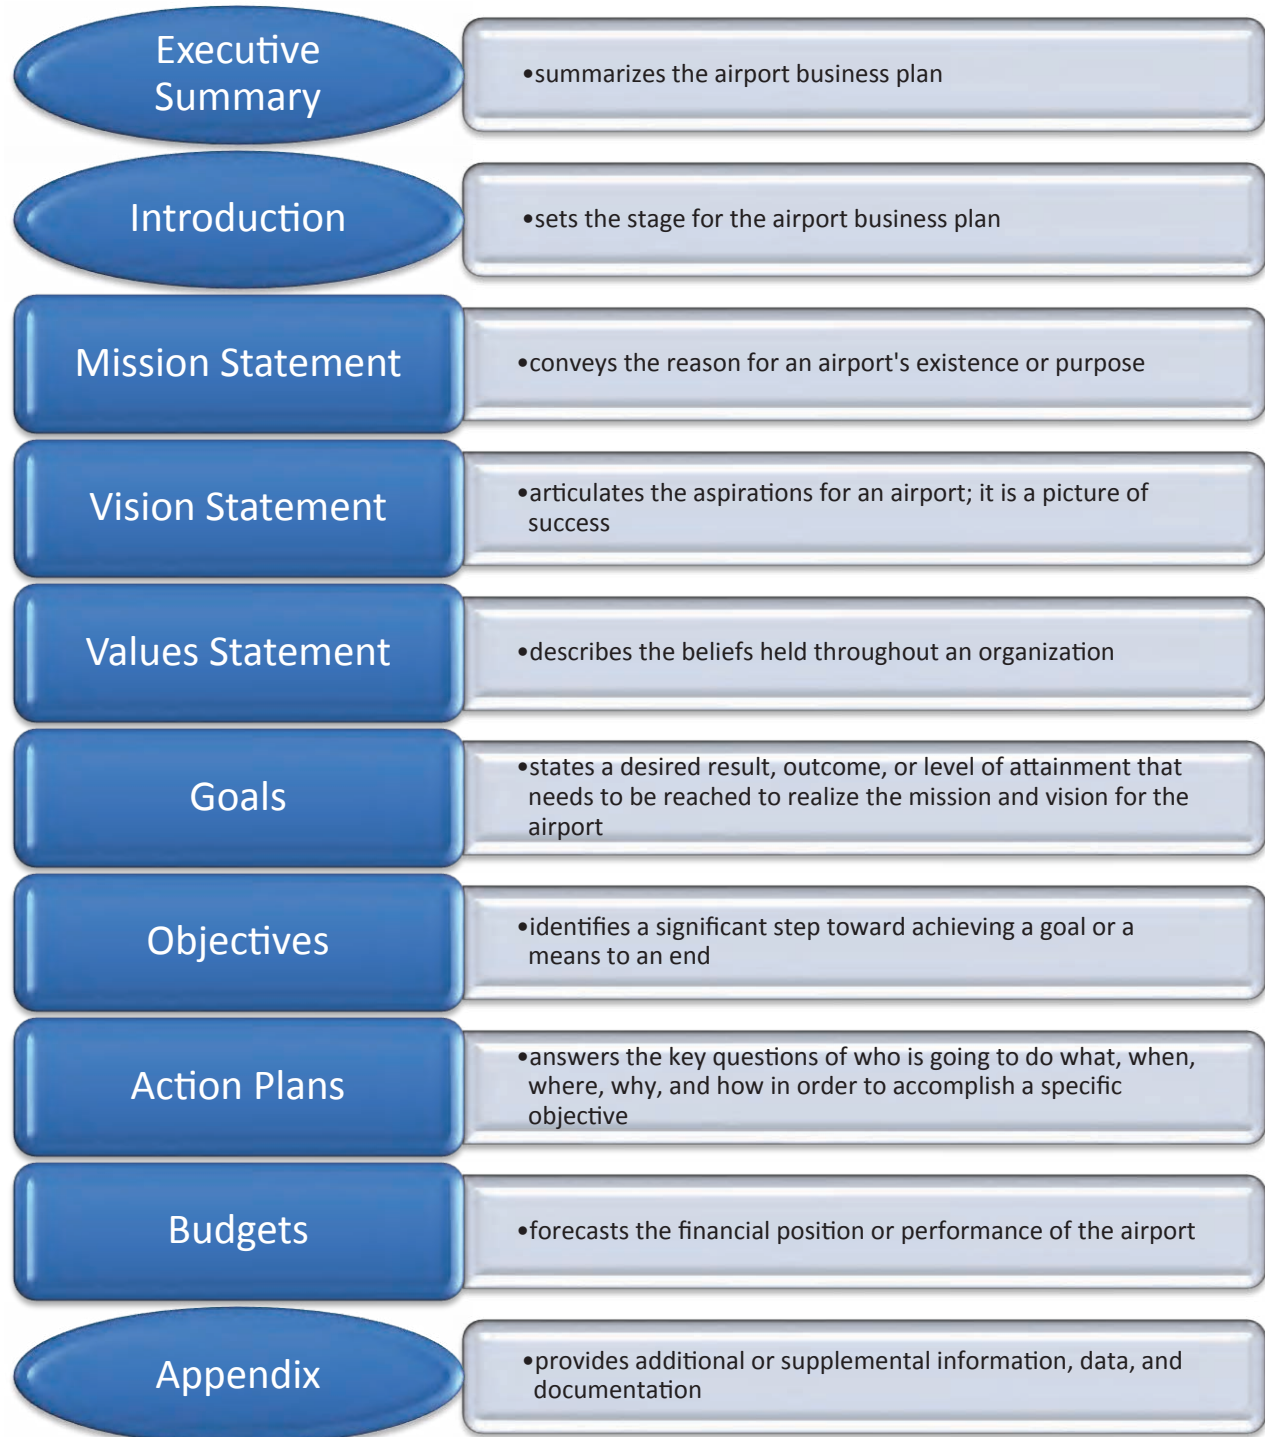 Executive
Summary
•summarizes the airport business plan
Introduction
•sets the stage for the airport business plan
Mission Statement
•conveys the reason for an airport's existence or purpose
Vision Statement
•articulates the aspirations for an airport; it is a picture of
success
Values Statement
•describes the beliefs held throughout an organization
Goals
•states a desired result, outcome, or level of attainment that
needs to be reached to realize the mission and vision for the
airport
Objectives
•identifies a significant step toward achieving a goal or a
means to an end
Action Plans
•answers the key questions of who is going to do what, when,
where, why, and how in order to accomplish a specific
objective
Budgets
•forecasts the financial position or performance of the airport
Appendix
•provides additional or supplemental information, data, and
documentation